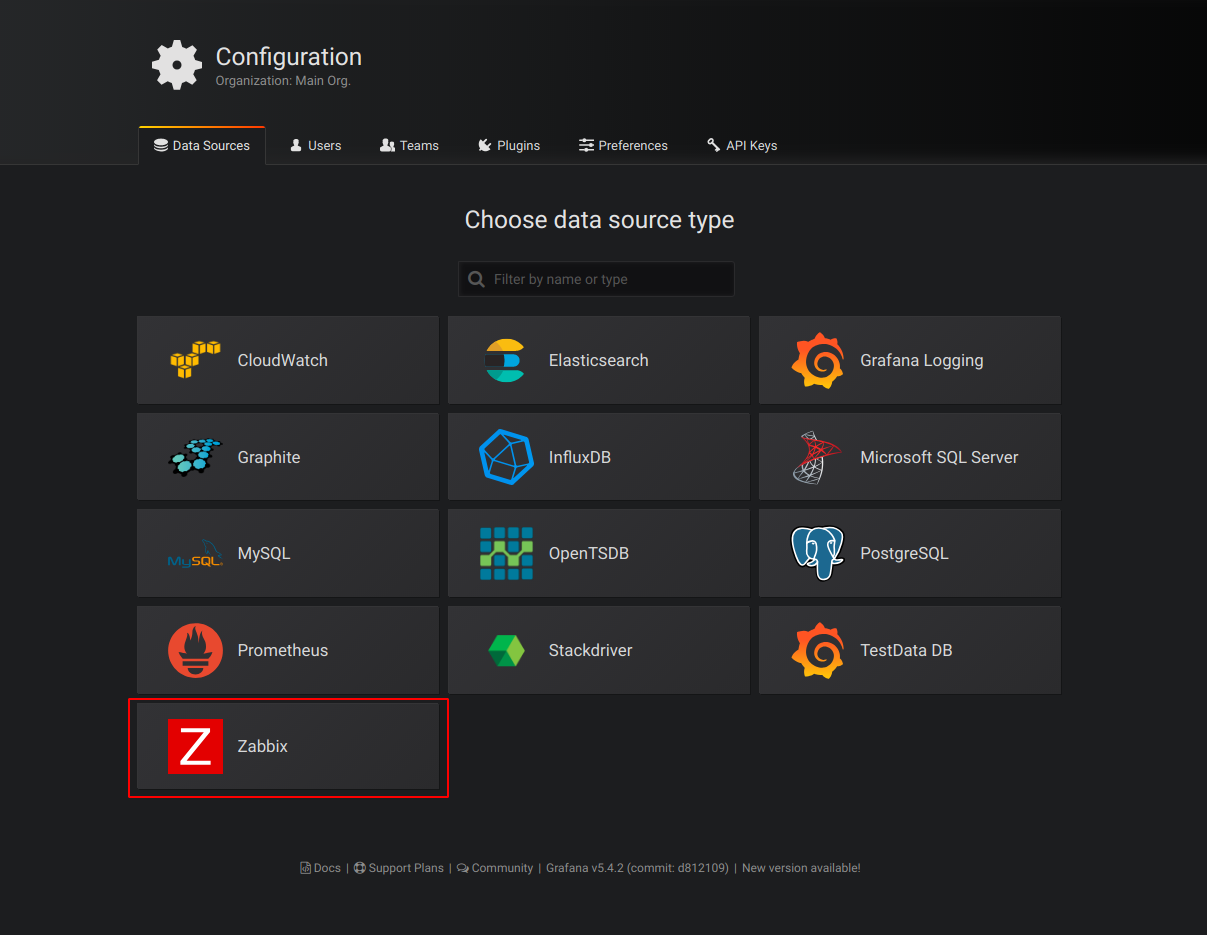 Configuration
Organization: Main Org.
Data Sources Users Teams Plugins Preferences API Keys
Choose data source type
Filter by name or type
CloudWatch Elasticsearch Grafana Logging
Graphite InfluxDB Microsoft SQL Server
MySQL MySQL OpenTSDB PostgreSQL
Prometheus Stackdriver TestData DB
Z Zabbix
Docs | Support Plans | Community | Grafana v5.4.2 (commit: d812109) | New version available!